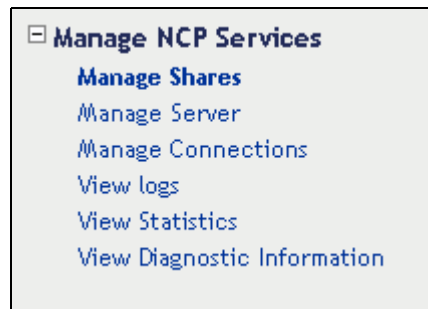 Manage NCP Services
Manage Shares
Manage Server
Manage Connections
View logs
View Statistics
View Diagnostic Information